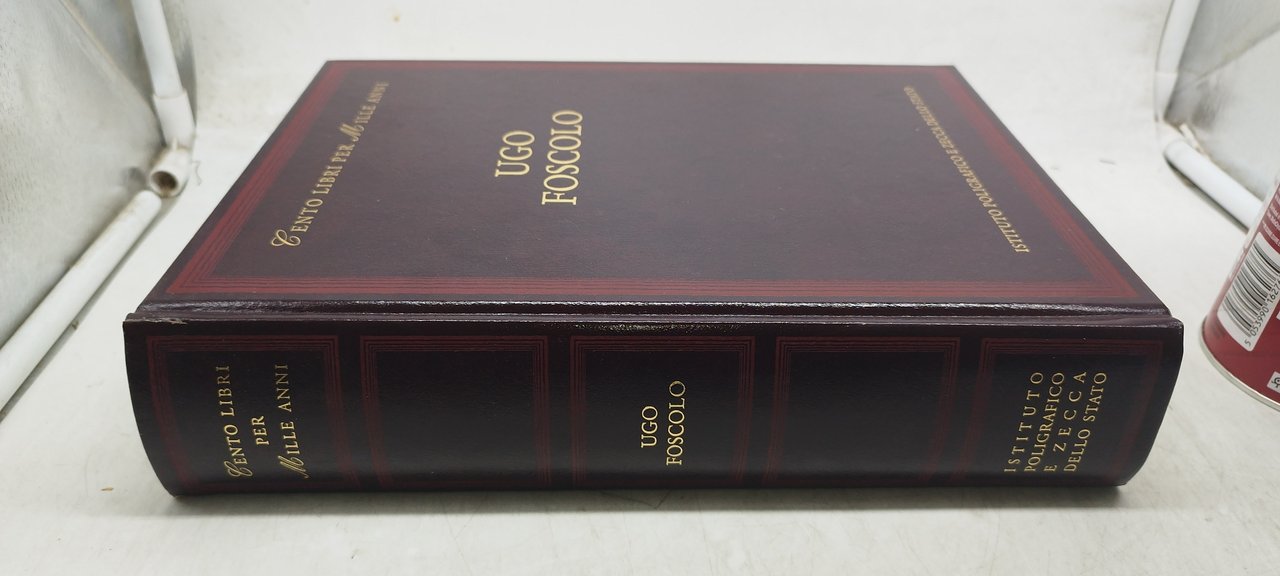 CENTO LIBRI PER MILLE ANNI
UGO
FOSCOLO
ISTITUTO POLIGRAFICO E ZECCA DELLO STATO
CENTO LIBRI
PER
MILLE ANNI
UGO
FOSCOLO
ISTITUTO
POLIGRAFICO
E ZECCA
DELLO STATO